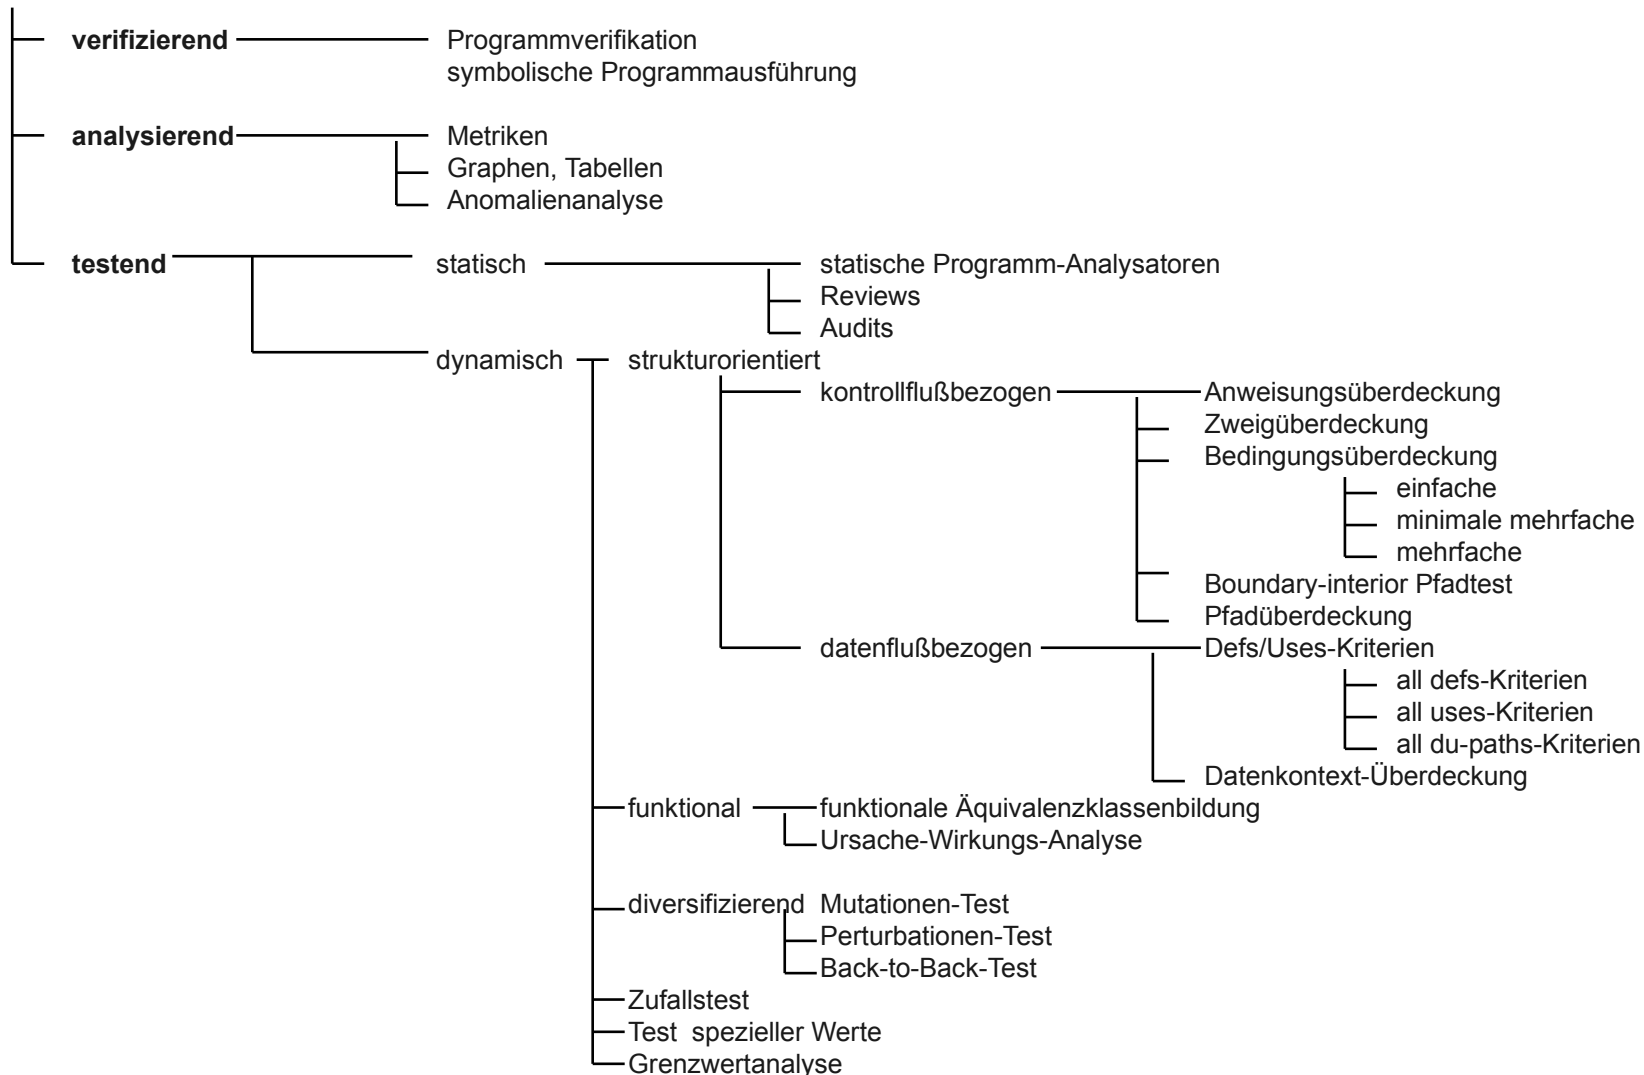 verifizierend Programmverifikation
symbolische Programmausführung
analysierend Metriken
Graphen, Tabellen
Anomalienanalyse
testend statisch statische Programm-Analysatoren
Reviews
Audits
dynamisch strukturorientiert
kontrollflußbezogen Anweisungsüberdeckung
Zweigüberdeckung
Bedingungsüberdeckung
einfache
minimale mehrfache
mehrfache
Boundary-interior Pfadtest
Pfadüberdeckung
datenflußbezogen Defs/Uses-Kriterien
all defs-Kriterien
all uses-Kriterien
all du-paths-Kriterien
Datenkontext-Überdeckung
funktional funktionale Äquivalenzklassenbildung
Ursache-Wirkungs-Analyse
diversifizierend Mutationen-Test
Perturbationen-Test
Back-to-Back-Test
Zufallstest
Test spezieller Werte
Grenzwertanalyse